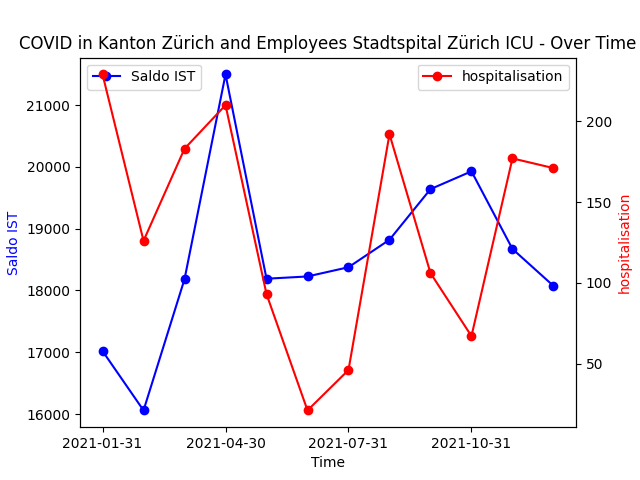 COVID in Kanton Zürich and Employees Stadtspital Zürich ICU - Over Time
Saldo IST
hospitalisation
21000
20000
19000
18000
17000
16000
Saldo IST
200
150
100
50
hospitalisation
2021-01-31
2021-04-30
2021-07-31
2021-10-31
Time